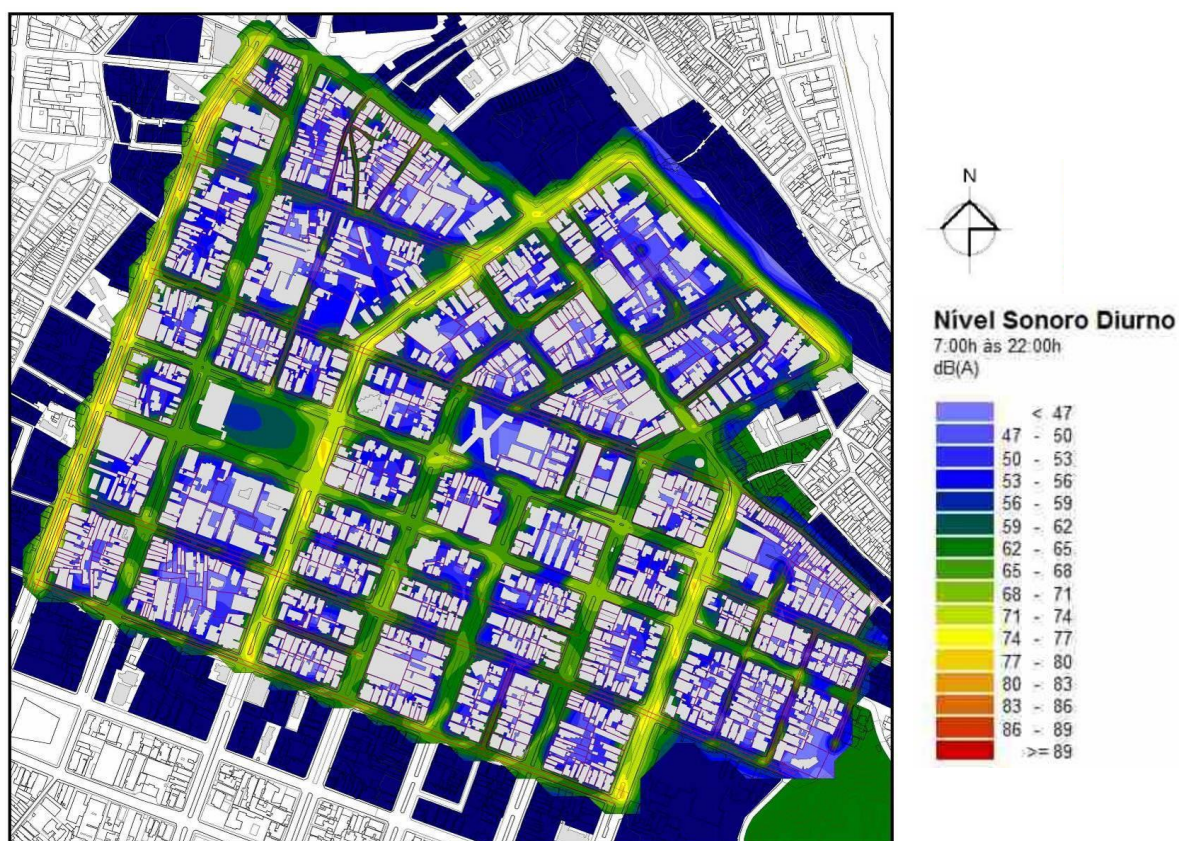 N
Nível Sonoro Diurno
7:00h às 22:00h
dB(A)
< 47
47 - 50
50 - 53
53 - 56
56 - 59
59 - 62
62 - 65
65 - 68
68 - 71
71 - 74
74 - 77
77 - 80
80 - 83
83 - 86
86 - 89
>= 89